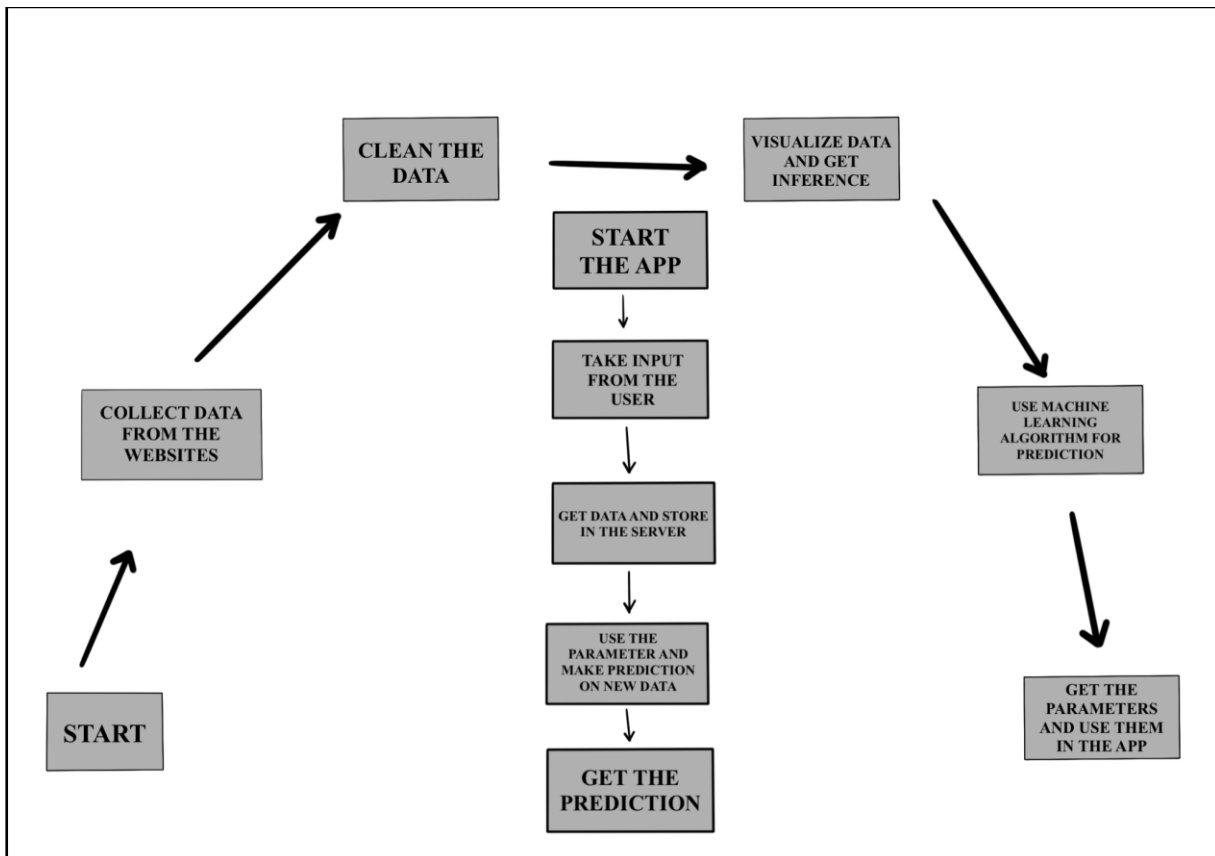 START
COLLECT DATA
FROM THE
WEBSITES
CLEAN THE
DATA
VISUALIZE DATA
AND GET
INFERENCE
USE MACHINE
LEARNING
ALGORITHM FOR
PREDICTION
GET THE
PARAMETERS
AND USE THEM
IN THE APP
START
THE APP
TAKE INPUT
FROM THE
USER
GET DATA AND STORE
IN THE SERVER
USE THE
PARAMETER AND
MAKE PREDICTION
ON NEW DATA
GET THE
PREDICTION